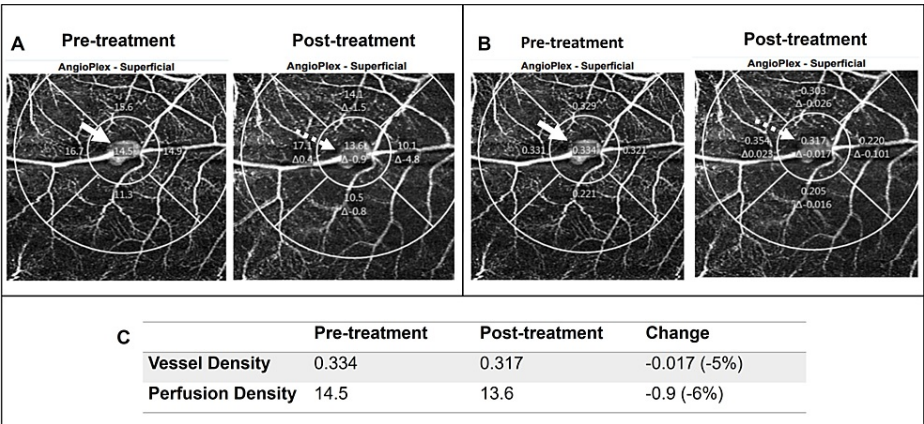 A
Pre-treatment
AngioPlex - Superficial
15.6
16.7
14.5
14.9
11.3
Post-treatment
AngioPlex - Superficial
14.1
Δ-1.5
17.1
Δ0.4
13.6
Δ-0.9
10.1
Δ-4.8
10.5
Δ-0.8
B
Pre-treatment
AngioPlex - Superficial
0.329
0.331
0.334
0.321
0.221
Post-treatment
AngioPlex - Superficial
0.303
Δ-0.026
0.354
Δ0.023
0.317
Δ-0.017
0.220
Δ-0.101
0.205
Δ-0.016
C
Pre-treatment Post-treatment Change
Vessel Density 0.334 0.317 -0.017 (-5%)
Perfusion Density 14.5 13.6 -0.9 (-6%)